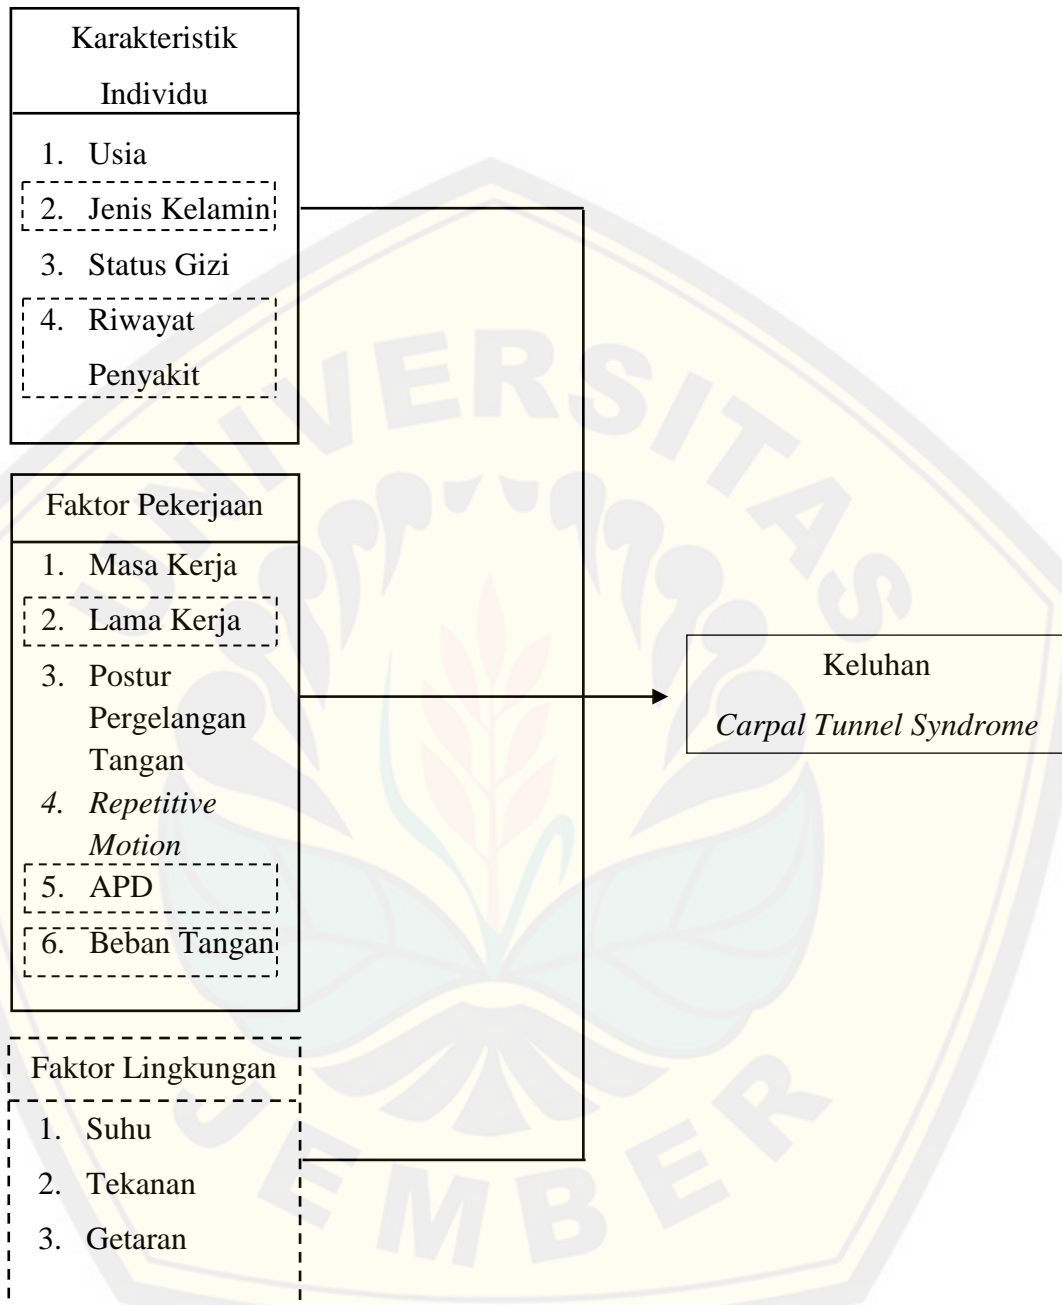 Karakteristik
Individu
1. Usia
2. Jenis Kelamin
3. Status Gizi
4. Riwayat
Penyakit
Faktor Pekerjaan
1. Masa Kerja
2. Lama Kerja
3. Postur
Pergelangan
Tangan
4. Repetitive
Motion
5. APD
6. Beban Tangan
Faktor Lingkungan
1. Suhu
2. Tekanan
3. Getaran
Keluhan
Carpal Tunnel Syndrome
UNIVERSITAS
JEMBER